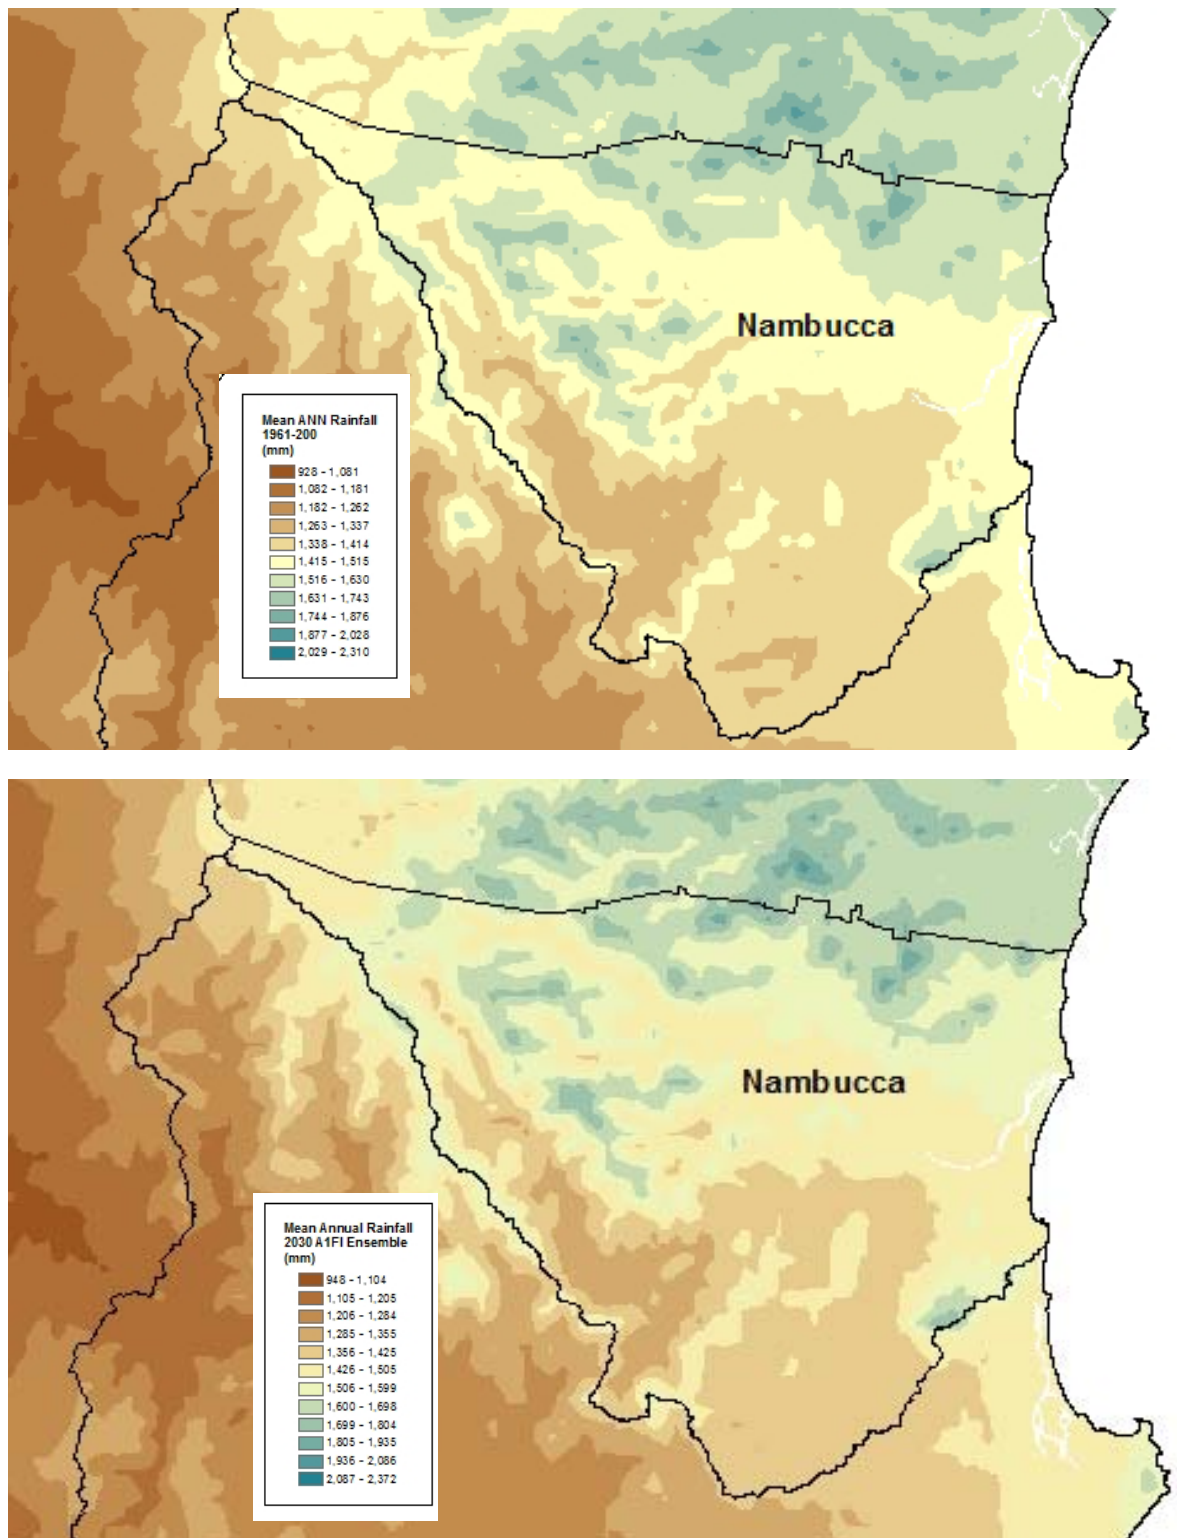 Nambucca
Mean ANN Rainfall
1961-200
(mm)
928 - 1,081
1,082 - 1,181
1,182 - 1,262
1,263 - 1,337
1,338 - 1,414
1,415 - 1,515
1,516 - 1,630
1,631 - 1,743
1,744 - 1,876
1,877 - 2,028
2,029 - 2,310
Nambucca
Mean Annual Rainfall
2030 A1FI Ensemble
(mm)
948 - 1,104
1,105 - 1,205
1,206 - 1,284
1,285 - 1,355
1,356 - 1,425
1,426 - 1,505
1,506 - 1,599
1,600 - 1,698
1,699 - 1,804
1,805 - 1,935
1,936 - 2,086
2,087 - 2,372